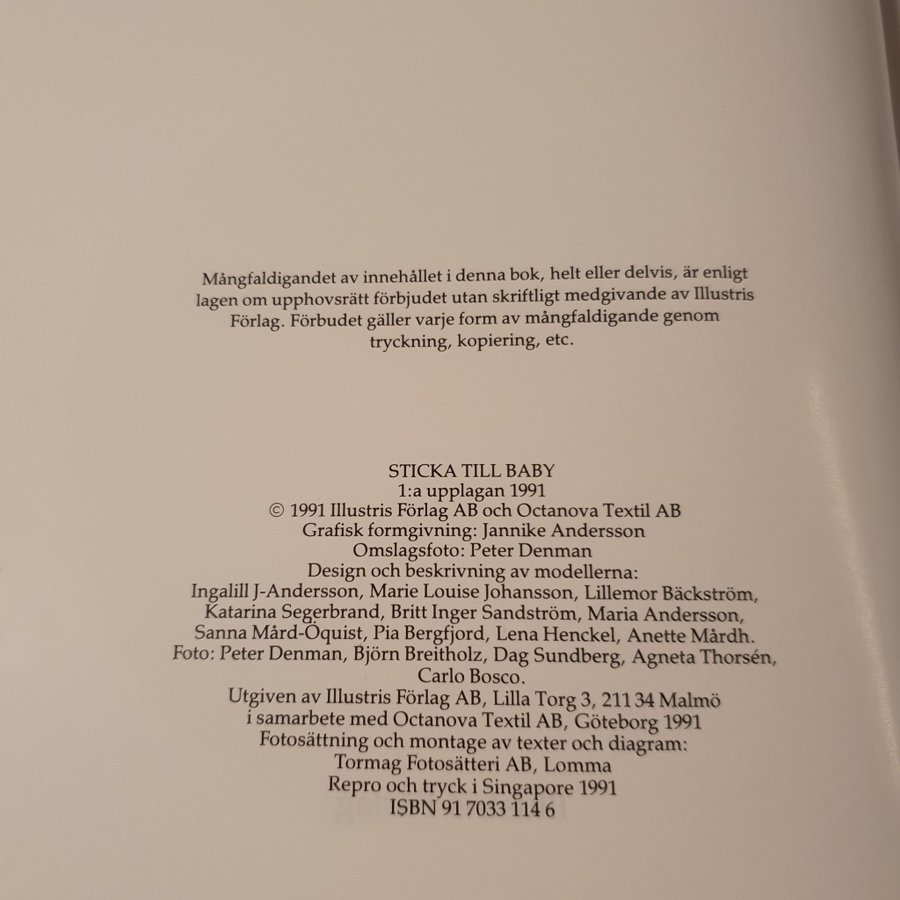 Mångfaldigandet av innehållet i denna bok, helt eller delvis, är enligt
lagen om upphovsrätt förbjudet utan skriftligt medgivande av Illustris
Förlag. Förbudet gäller varje form av mångfaldigande genom
tryckning, kopiering, etc.
STICKA TILL BABY
1:a upplagan 1991
© 1991 Illustris Förlag AB och Octanova Textil AB
Grafisk formgivning: Jannike Andersson
Omslagsfoto: Peter Denman
Design och beskrivning av modellerna:
Ingalill J-Andersson, Marie Louise Johansson, Lillemor Bäckström,
Katarina Segerbrand, Britt Inger Sandström, Maria Andersson,
Sanna Mård-Öquist, Pia Bergfjord, Lena Henckel, Anette Mårdh.
Foto: Peter Denman, Björn Breitholz, Dag Sundberg, Agneta Thorsén,
Carlo Bosco.
Utgiven av Illustris Förlag AB, Lilla Torg 3, 211 34 Malmö
i samarbete med Octanova Textil AB, Göteborg 1991
Fotosättning och montage av texter och diagram:
Tormag Fotosätteri AB, Lomma
Repro och tryck i Singapore 1991
ISBN 91 7033 114 6